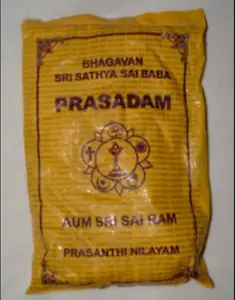 BHAGAVAN
SRI SATHYA SAI BABA
PRASADAM
AUM SRI SAI RAM
PRASANTHI NILAYAM